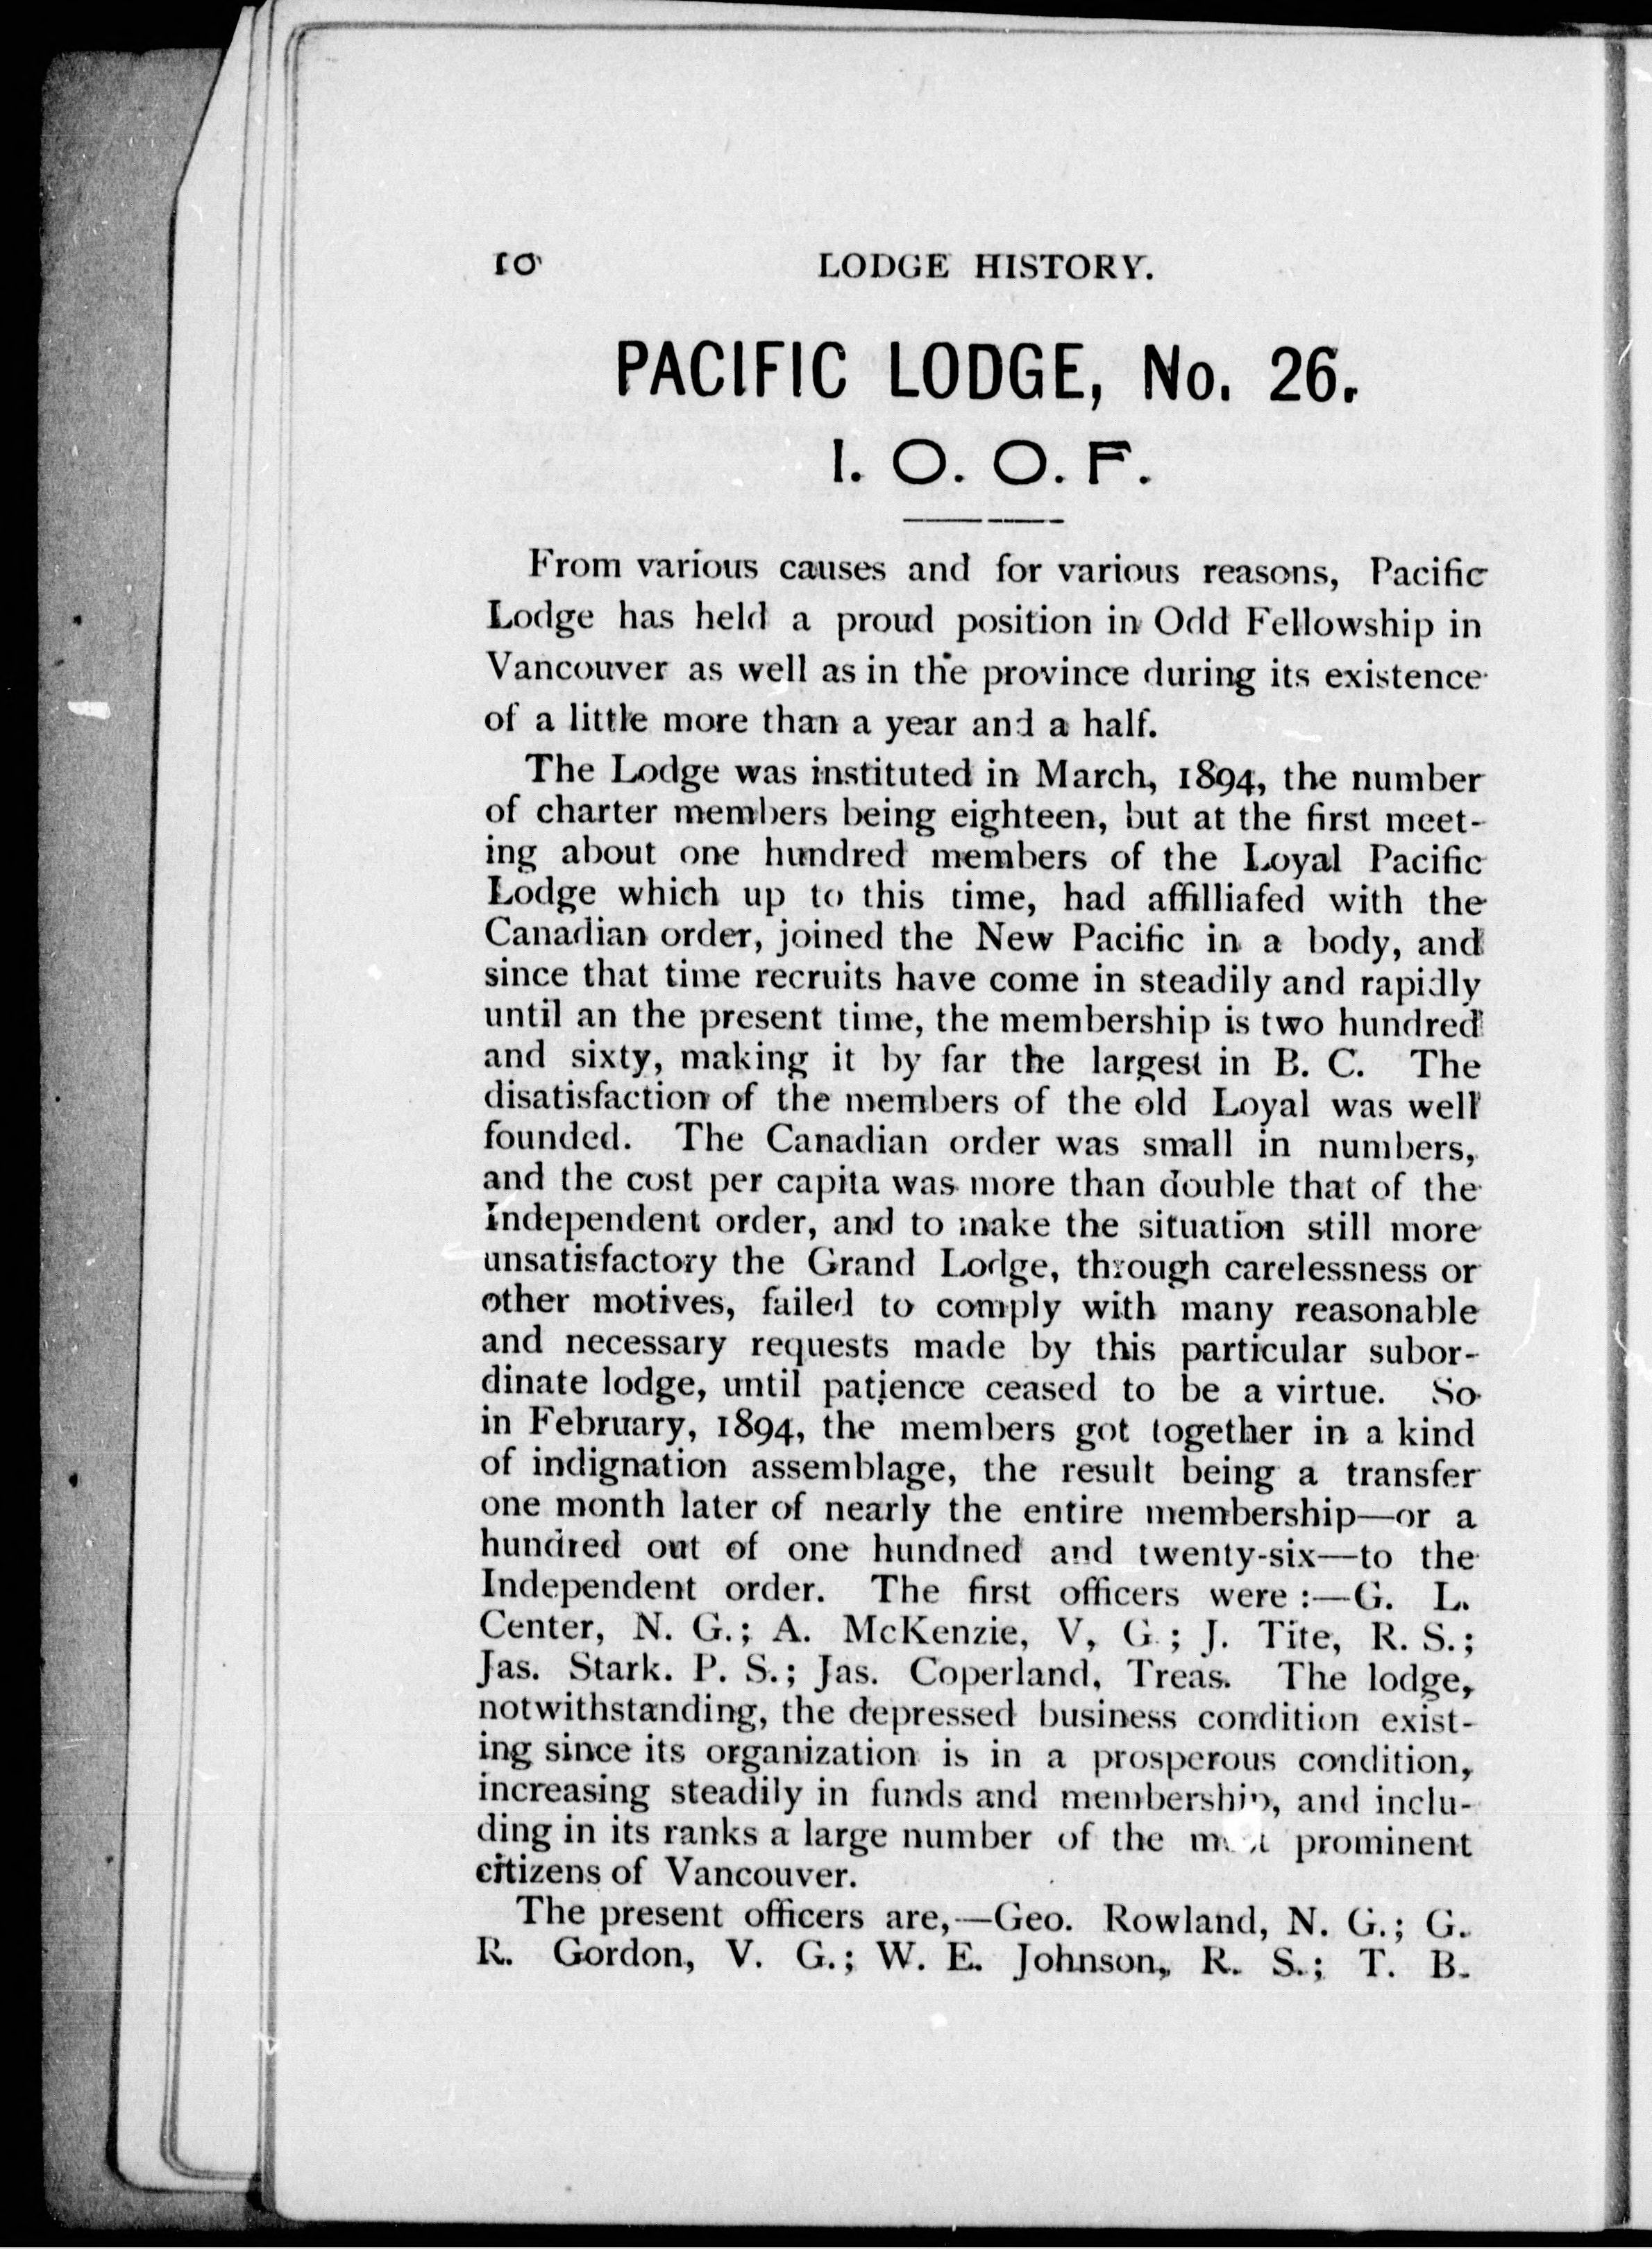 10 LODGE HISTORY.
PACIFIC LODGE, No. 26.
I. O. O. F.
From various causes and for various reasons, Pacific
Lodge has held a proud position in Odd Fellowship in
Vancouver as well as in the province during its existence
of a little more than a year and a half.
The Lodge was instituted in March, 1894, the number
of charter members being eighteen, but at the first meet-
ing about one hundred members of the Loyal Pacific
Lodge which up to this time, had affilliafed with the
Canadian order, joined the New Pacific in a body, and
since that time recruits have come in steadily and rapidly
until an the present time, the membership is two hundred
and sixty, making it by far the largest in B. C. The
disatisfaction of the members of the old Loyal was well
founded. The Canadian order was small in numbers,
and the cost per capita was more than double that of the
Independent order, and to make the situation still more
unsatisfactory the Grand Lodge, through carelessness or
other motives, failed to comply with many reasonable
and necessary requests made by this particular subor-
dinate lodge, until patience ceased to be a virtue. So
in February, 1894, the members got together in a kind
of indignation assemblage, the result being a transfer
one month later of nearly the entire membership—or a
hundred out of one hundned and twenty-six—to the
Independent order. The first officers were :—G. L.
Center, N. G.; A. McKenzie, V, G.; J. Tite, R. S.;
Jas. Stark. P. S.; Jas. Coperland, Treas. The lodge,
notwithstanding, the depressed business condition exist-
ing since its organization is in a prosperous condition,
increasing steadily in funds and membership, and inclu-
ding in its ranks a large number of the most prominent
citizens of Vancouver.
The present officers are,—Geo. Rowland, N. G.; G.
R. Gordon, V. G.; W. E. Johnson, R. S.; T. B.